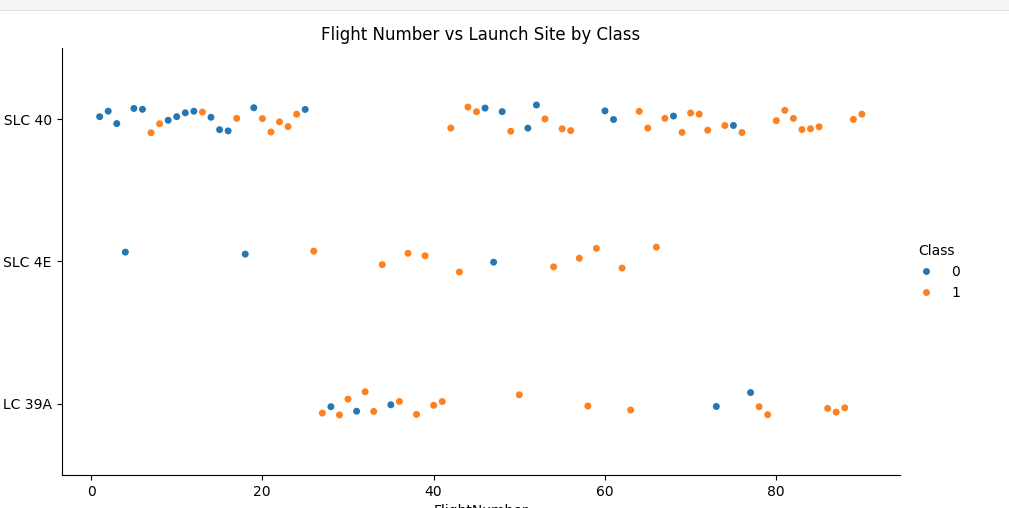 Flight Number vs Launch Site by Class
SLC 40
SLC 4E
LC 39A
0 20 40 60 80
FlightNumber
Class
0
1